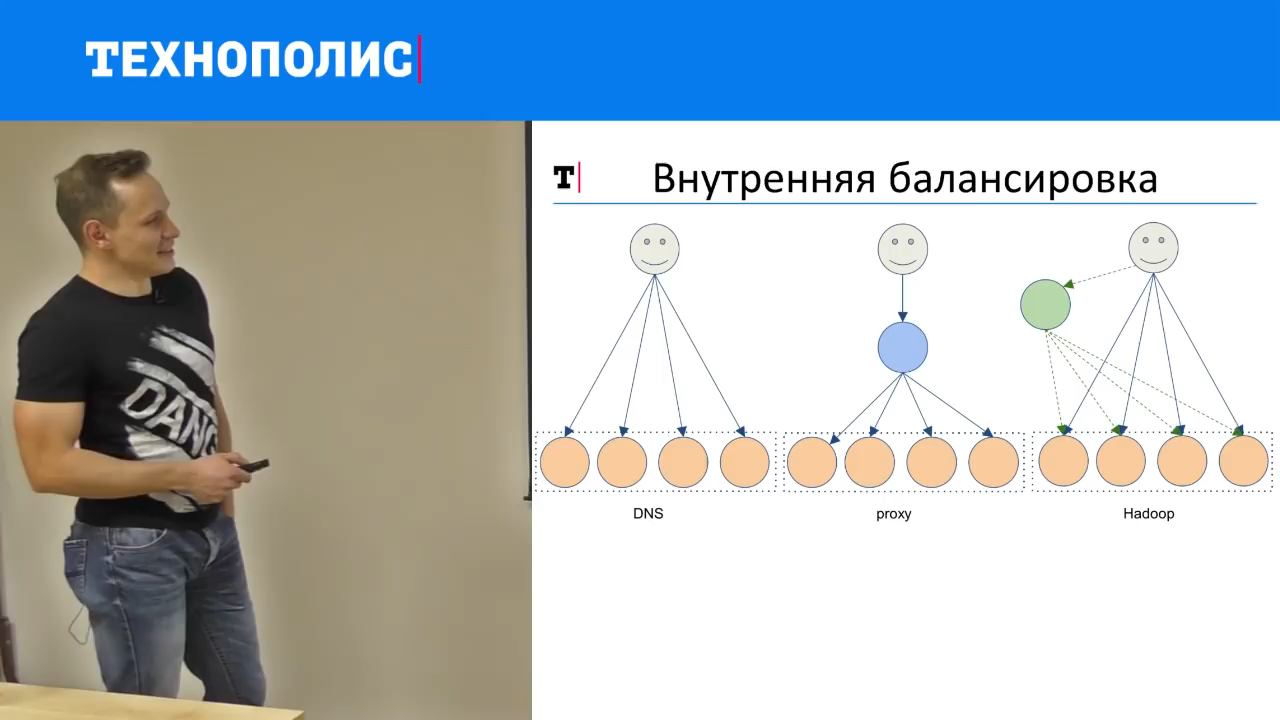 ТЕХНОПОЛИС
Т
Внутренняя балансировка
DANC
DNS
proxy
Hadoop